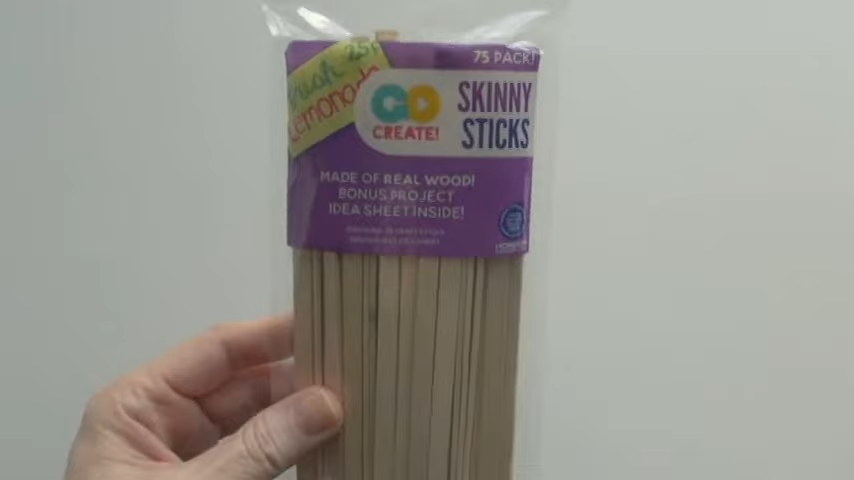 25¢
Fresh
Lemonade
75 PACK!
GO
CREATE!
SKINNY
STICKS
MADE OF REAL WOOD!
BONUS PROJECT
IDEA SHEET INSIDE!